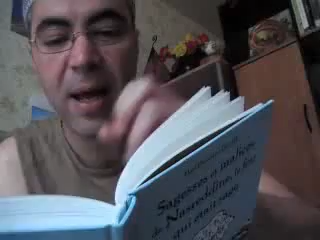 Sagesses et malices
de Nasreddine, le fou
qui était sage